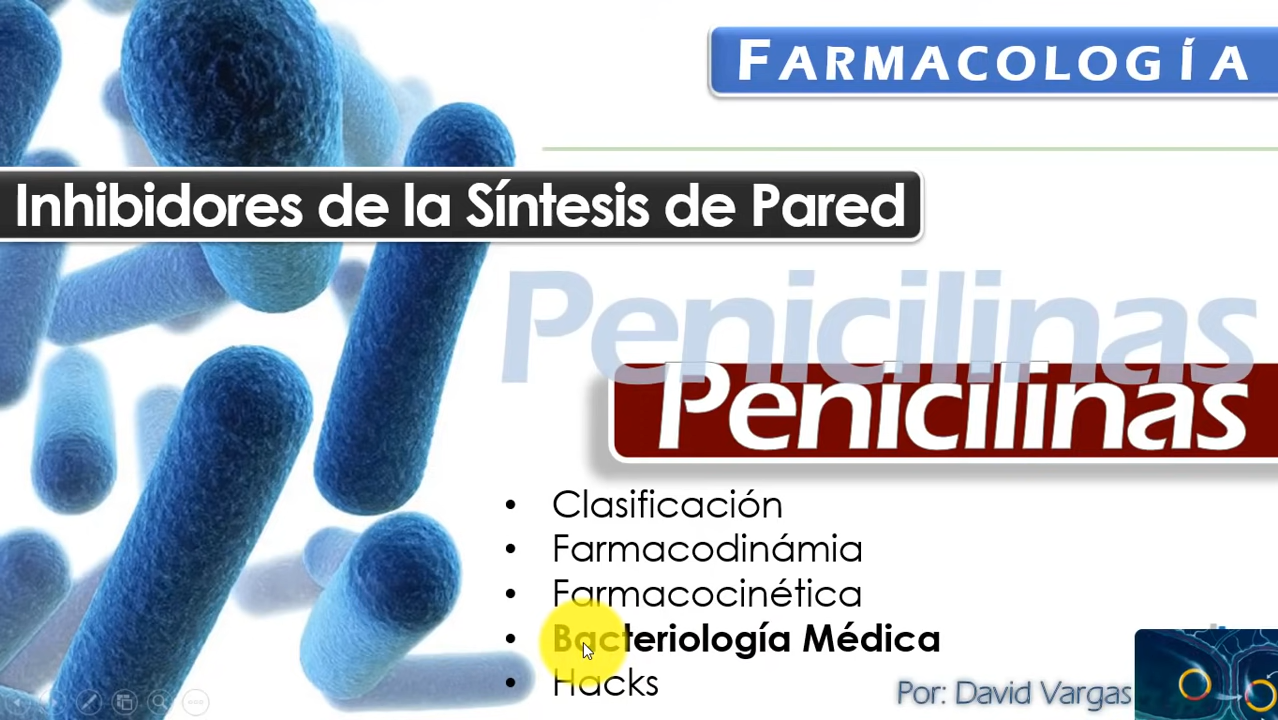 FARMACOLOGÍA
Inhibidores de la Síntesis de Pared
Penicilinas
Penicilinas
• Clasificación
• Farmacodinámia
• Farmacocinética
• Bacteriología Médica
• Hacks
Por: David Vargas